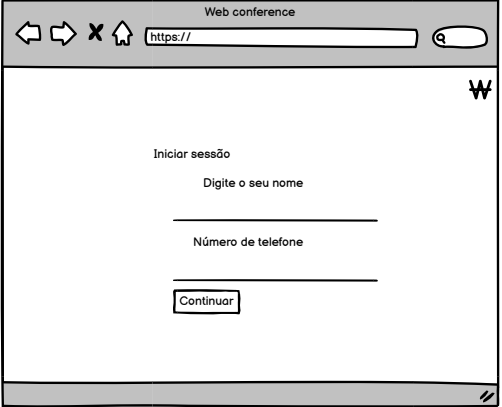 Web conference
https://
₩
Iniciar sessão
Digite o seu nome
Número de telefone
Continuar